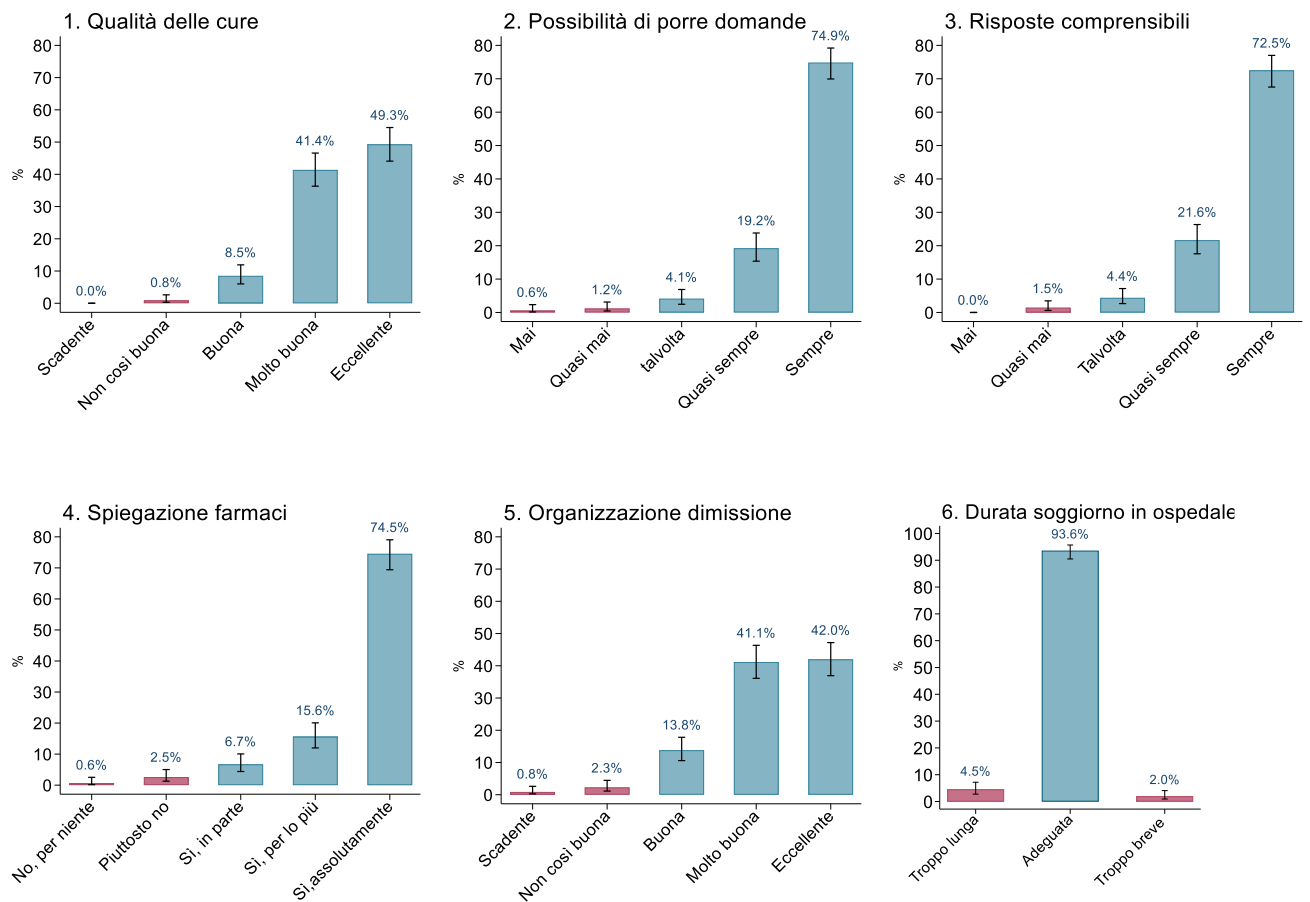 1. Qualità delle cure
80
70
60
50
40
30
20
10
0
%
0.0%
0.8%
8.5%
41.4%
49.3%
Scadente
Non così buona
Buona
Molto buona
Eccellente
2. Possibilità di porre domande
80
70
60
50
40
30
20
10
0
%
0.6%
1.2%
4.1%
19.2%
74.9%
Mai
Quasi mai
talvolta
Quasi sempre
Sempre
3. Risposte comprensibili
80
70
60
50
40
30
20
10
0
%
0.0%
1.5%
4.4%
21.6%
72.5%
Mai
Quasi mai
Talvolta
Quasi sempre
Sempre
4. Spiegazione farmaci
80
70
60
50
40
30
20
10
0
%
0.6%
2.5%
6.7%
15.6%
74.5%
No, per niente
Piuttosto no
Sì, in parte
Sì, per lo più
Sì,assolutamente
5. Organizzazione dimissione
80
70
60
50
40
30
20
10
0
%
0.8%
2.3%
13.8%
41.1%
42.0%
Scadente
Non così buona
Buona
Molto buona
Eccellente
6. Durata soggiorno in ospedale
100
90
80
70
60
50
40
30
20
10
0
%
4.5%
93.6%
2.0%
Troppo lunga
Adeguata
Troppo breve